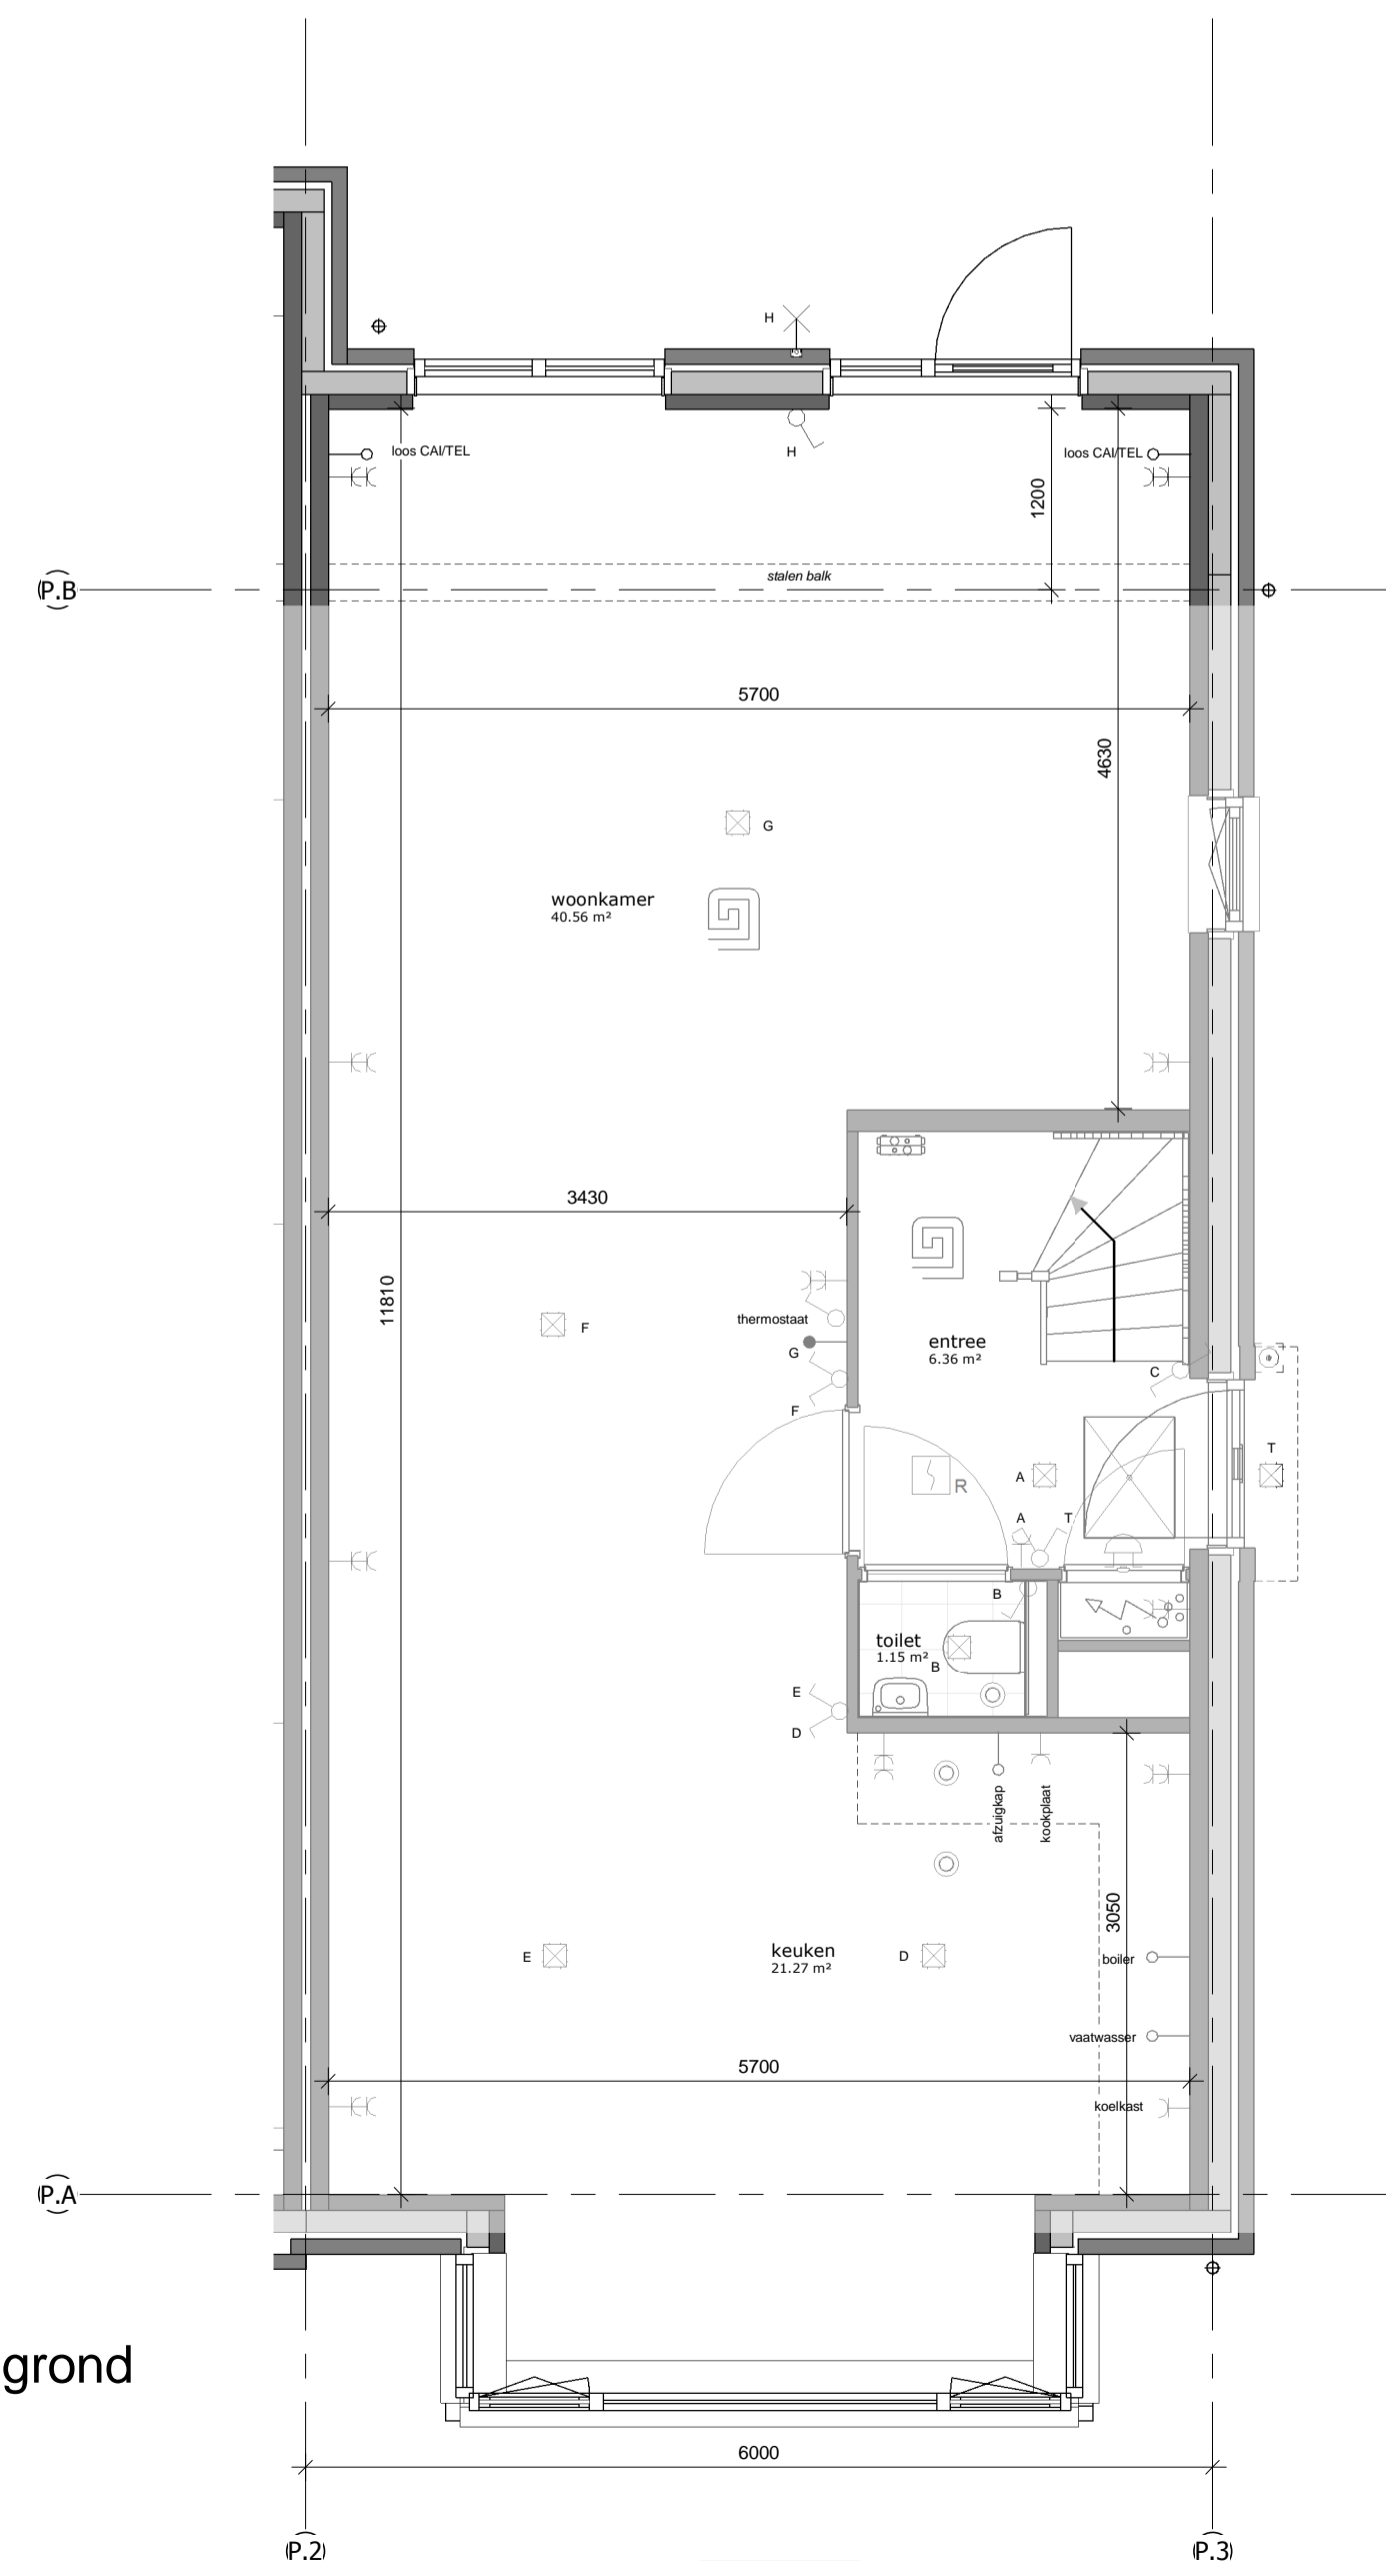 H
loos CAI/TEL
H
loos CAI/TEL
1200
stalen balk
P.B
5700
4630
G
woonkamer
40.56 m²
3430
11810
thermostaat
F
G
entree
6.36 m²
C
F
T
A
R
A
T
B
toilet
1.15 m²
B
E
D
afzuigkap
kookplaat
3050
E
keuken
21.27 m²
D
boiler
vaatwasser
5700
koelkast
P.A
grond
6000
P.2
P.3